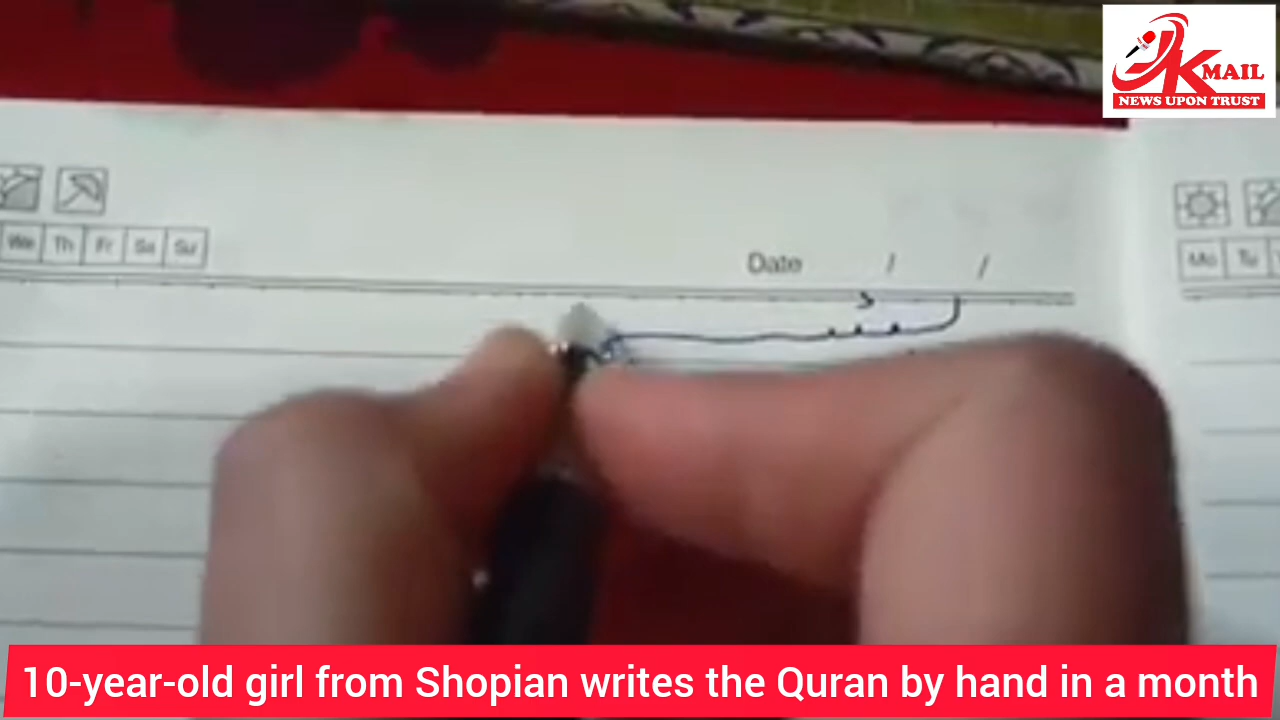 JK MAIL
NEWS UPON TRUST
We Th Fr Sa Su
Date / /
Mo Tu
10-year-old girl from Shopian writes the Quran by hand in a month